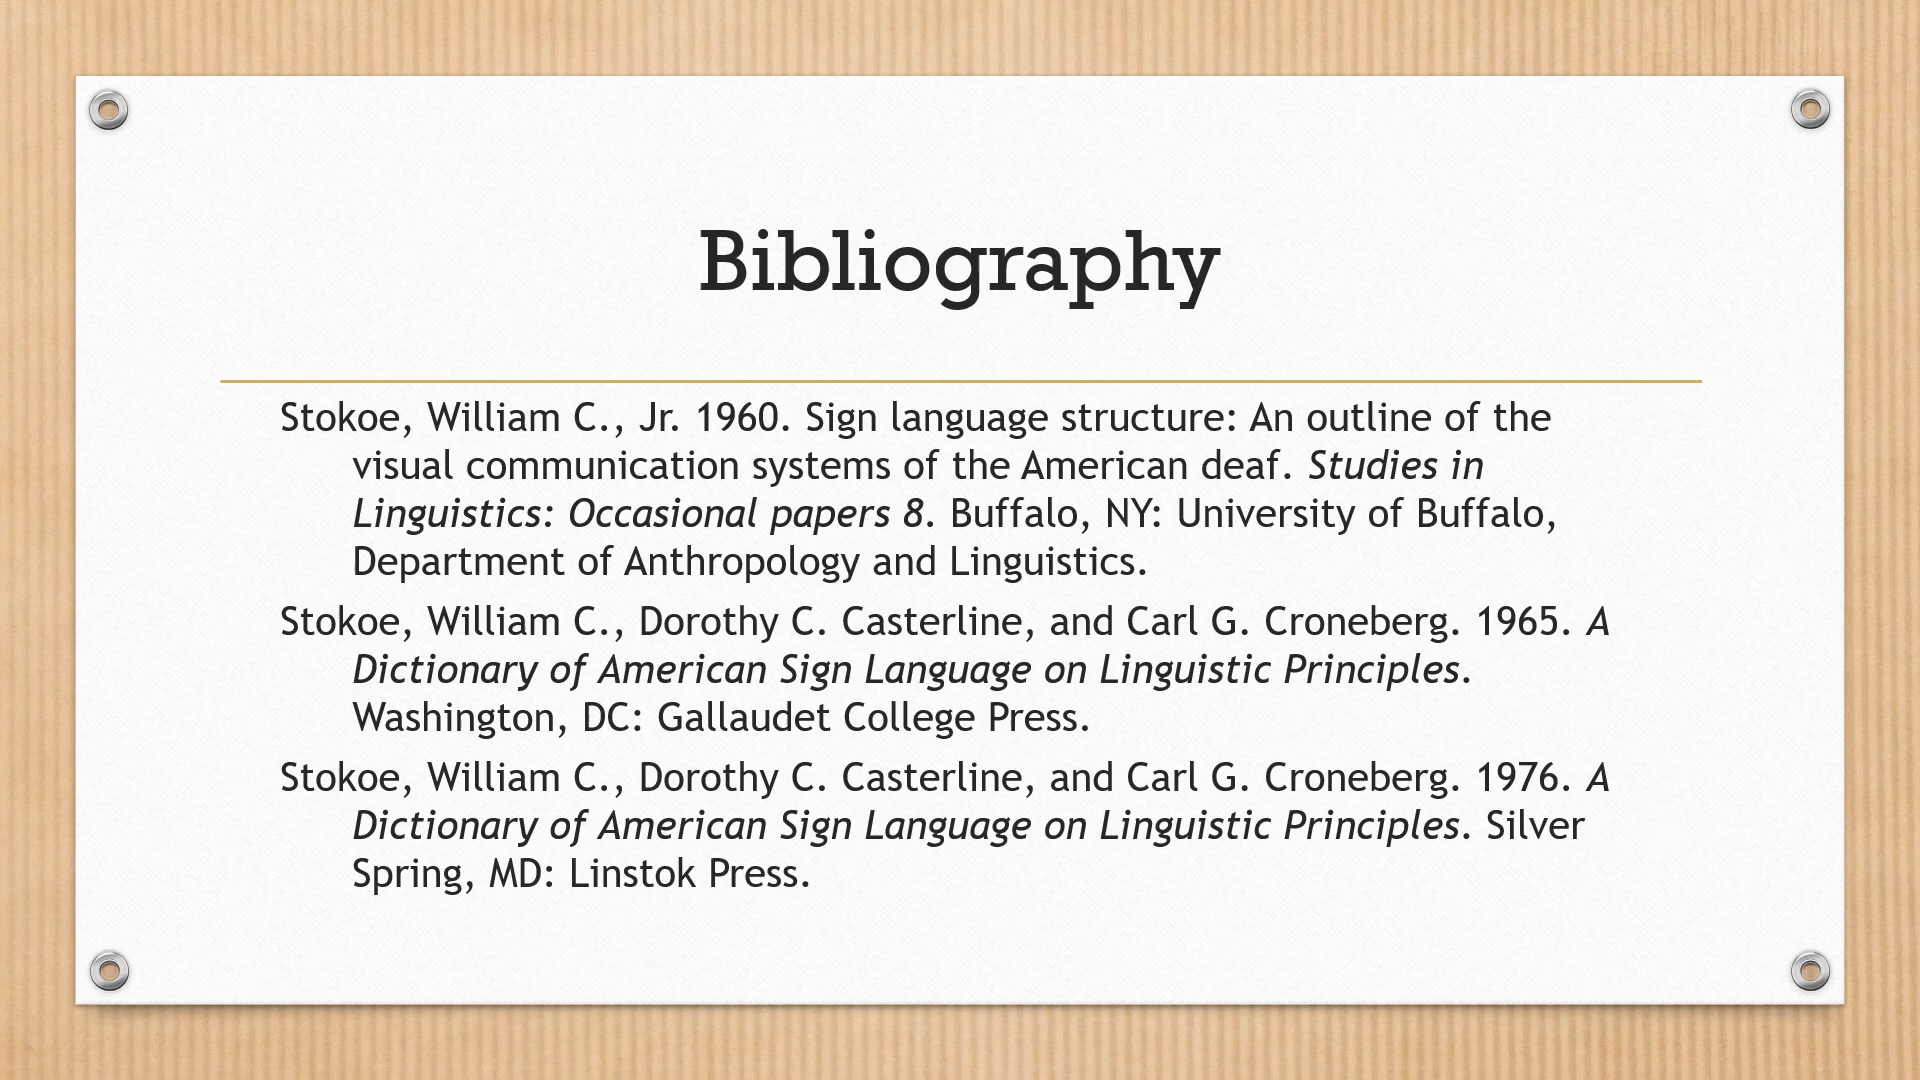 Bibliography
Stokoe, William C., Jr. 1960. Sign language structure: An outline of the
visual communication systems of the American deaf. Studies in
Linguistics: Occasional papers 8. Buffalo, NY: University of Buffalo,
Department of Anthropology and Linguistics.
Stokoe, William C., Dorothy C. Casterline, and Carl G. Croneberg. 1965. A
Dictionary of American Sign Language on Linguistic Principles.
Washington, DC: Gallaudet College Press.
Stokoe, William C., Dorothy C. Casterline, and Carl G. Croneberg. 1976. A
Dictionary of American Sign Language on Linguistic Principles. Silver
Spring, MD: Linstok Press.